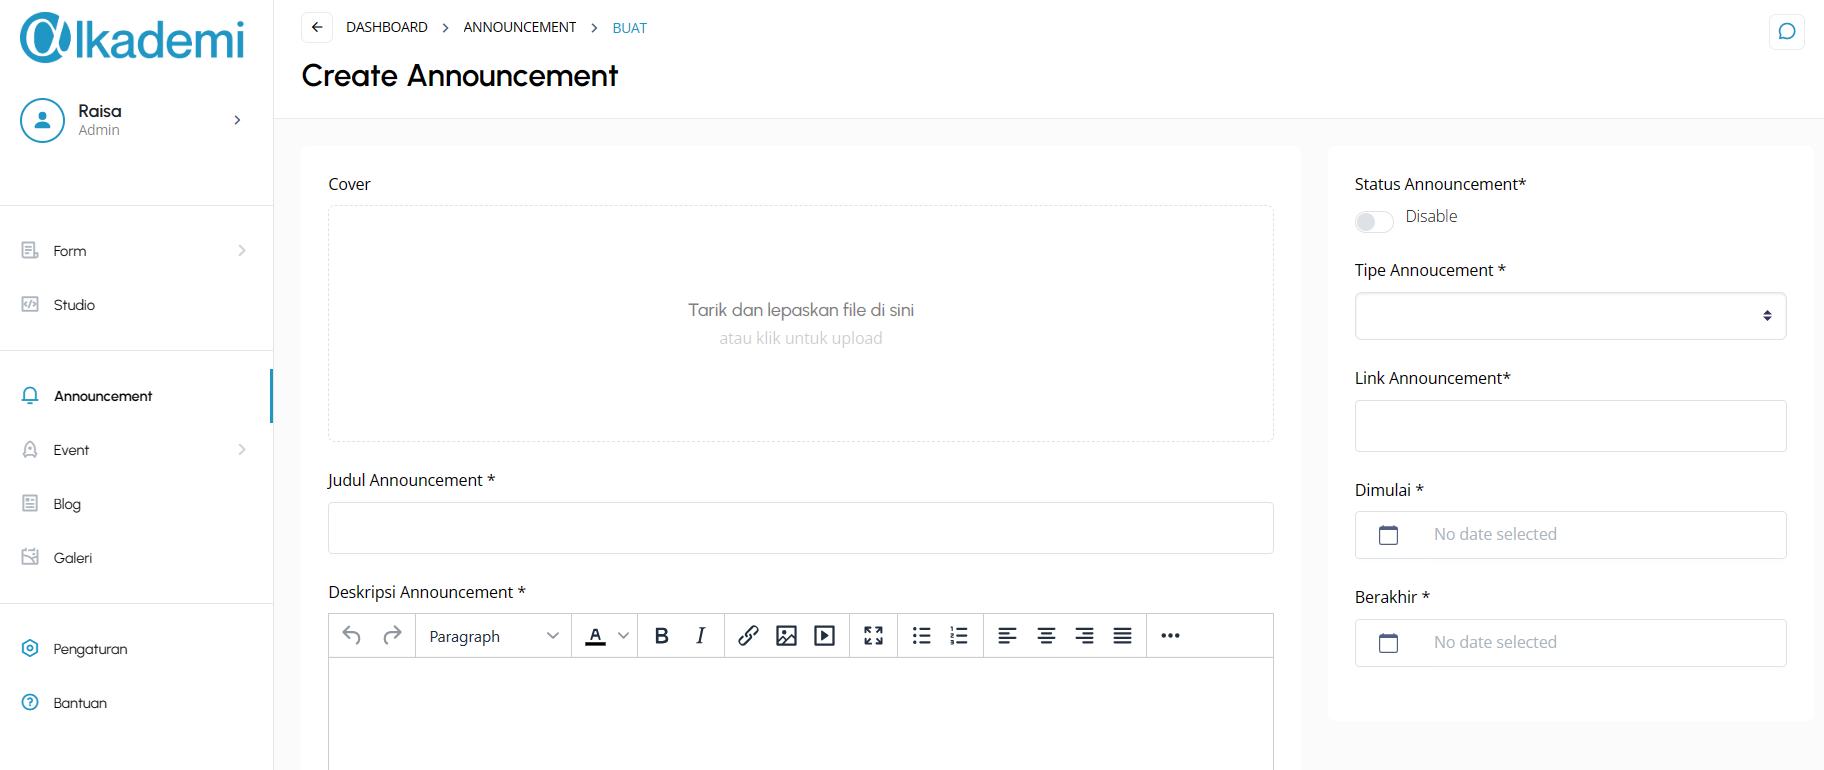 @lkademi
Raisa
Admin
Form
Studio
Announcement
Event
Blog
Galeri
Pengaturan
Bantuan
DASHBOARD > ANNOUNCEMENT > BUAT
Create Announcement
Cover
Tarik dan lepaskan file di sini
atau klik untuk upload
Judul Announcement *
Deskripsi Announcement *
Paragraph A B I
Status Announcement*
Disable
Tipe Annoucement *
Link Announcement*
Dimulai *
No date selected
Berakhir *
No date selected